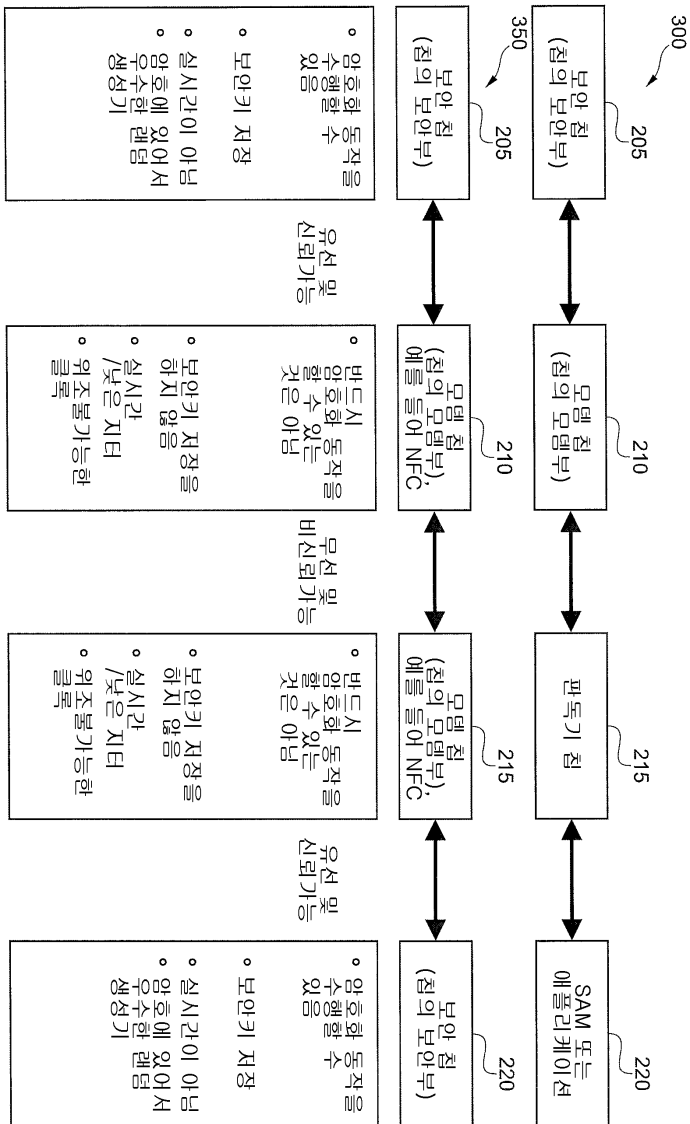 300
205
210
215
220
보안 칩
(칩의 보안부)
모뎀 칩
(칩의 모뎀부)
판독기 칩
SAM 또는
애플리케이션
350
205
210
215
220
보안 칩
(칩의 보안부)
모뎀 칩
(칩의 모뎀부),
예를 들어 NFC
모뎀 칩
(칩의 모뎀부),
예를 들어 NFC
보안 칩
(칩의 보안부)
유선 및
신뢰가능
무선 및
비신뢰가능
유선 및
신뢰가능
암호화 동작을
수행할 수
있음
보안키 저장
실시간이 아님
암호에 있어서
우수한 랜덤
생성기
반드시
암호화 동작을
할 수 있는
것은 아님
보안키 저장을
하지 않음
실시간
/낮은 지터
위조불가능한
클록
반드시
암호화 동작을
할 수 있는
것은 아님
보안키 저장을
하지 않음
실시간
/낮은 지터
위조불가능한
클록
암호화 동작을
수행할 수
있음
보안키 저장
실시간이 아님
암호에 있어서
우수한 랜덤
생성기